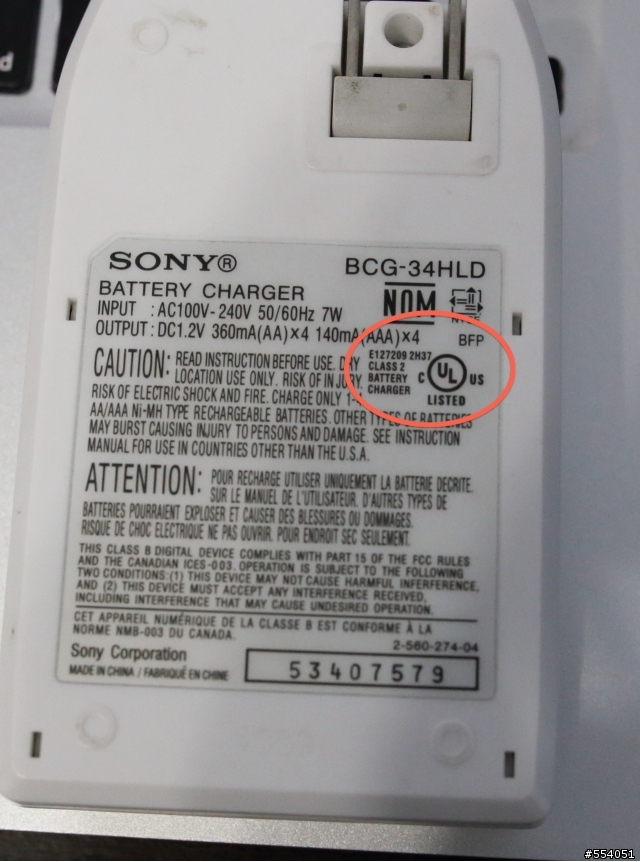 SONY® BCG-34HLD
BATTERY CHARGER NOM
INPUT : AC100V-240V 50/60Hz 7W
OUTPUT : DC1.2V 360mA(AA)×4 140mA(AAA)×4 BFP
E127209 2H37
CLASS 2
BATTERY
CHARGER
C UL US
LISTED
CAUTION: READ INSTRUCTION BEFORE USE. DRY
LOCATION USE ONLY. RISK OF INJURY.
RISK OF ELECTRIC SHOCK AND FIRE. CHARGE ONLY 1-4
AA/AAA Ni-MH TYPE RECHARGEABLE BATTERIES. OTHER TYPES OF BATTERIES
MAY BURST CAUSING INJURY TO PERSONS AND DAMAGE. SEE INSTRUCTION
MANUAL FOR USE IN COUNTRIES OTHER THAN THE U.S.A.
ATTENTION: POUR RECHARGE UTILISER UNIQUEMENT LA BATTERIE DECRITE.
SUR LE MANUEL DE L'UTILISATEUR. D'AUTRES TYPES DE
BATTERIES POURRAIENT EXPLOSER ET CAUSER DES BLESSURES OU DOMMAGES.
RISQUE DE CHOC ELECTRIQUE NE PAS OUVRIR. POUR ENDROIT SEC SEULEMENT.
THIS CLASS B DIGITAL DEVICE COMPLIES WITH PART 15 OF THE FCC RULES
AND THE CANADIAN ICES-003. OPERATION IS SUBJECT TO THE FOLLOWING
TWO CONDITIONS:(1) THIS DEVICE MAY NOT CAUSE HARMFUL INFERFERENCE,
AND (2) THIS DEVICE MUST ACCEPT ANY INTERFERENCE RECEIVED,
INCLUDING INTERFERENCE THAT MAY CAUSE UNDESIRED OPERATION.
CET APPAREIL NUMÉRIQUE DE LA CLASSE B EST CONFORME À LA
NORME NMB-003 DU CANADA.
2-560-274-04
Sony Corporation
MADE IN CHINA / FABRIQUÉ EN CHINE
53407579
#554051